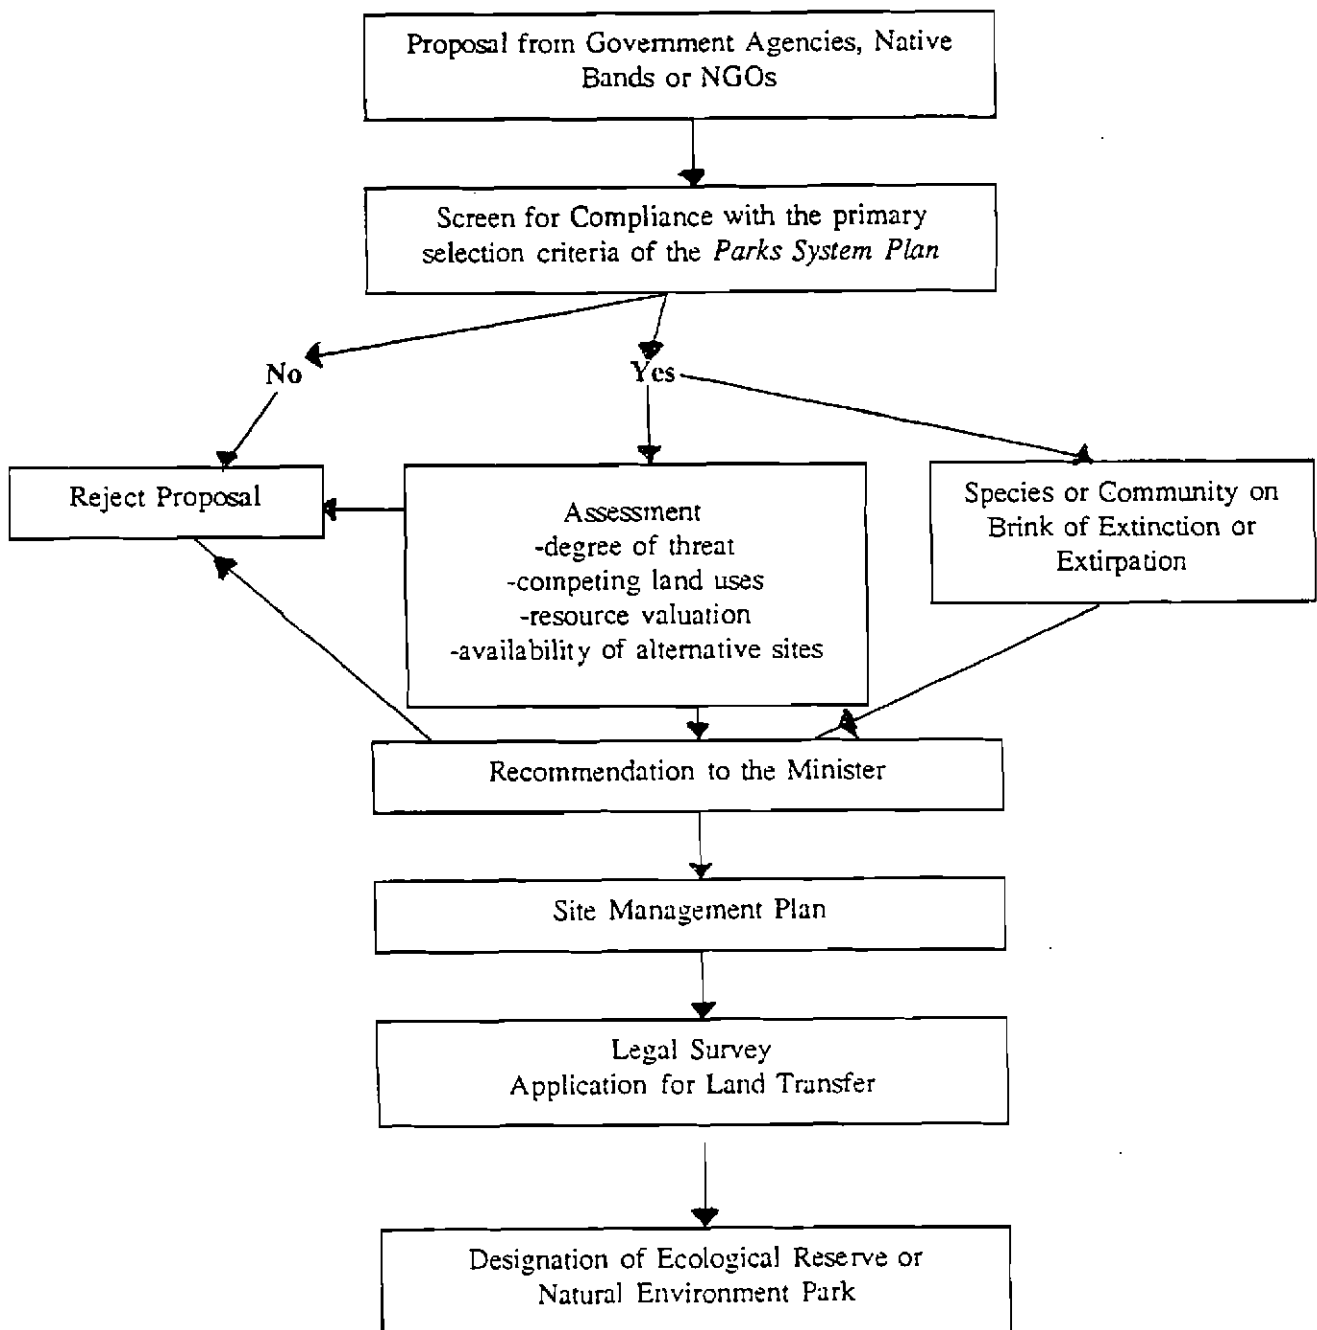 Proposal from Government Agencies, Native
Bands or NGOs
Screen for Compliance with the primary
selection criteria of the Parks System Plan
No
Yes
Reject Proposal
Assessment
-degree of threat
-competing land uses
-resource valuation
-availability of alternative sites
Species or Community on
Brink of Extinction or
Extirpation
Recommendation to the Minister
Site Management Plan
Legal Survey
Application for Land Transfer
Designation of Ecological Reserve or
Natural Environment Park